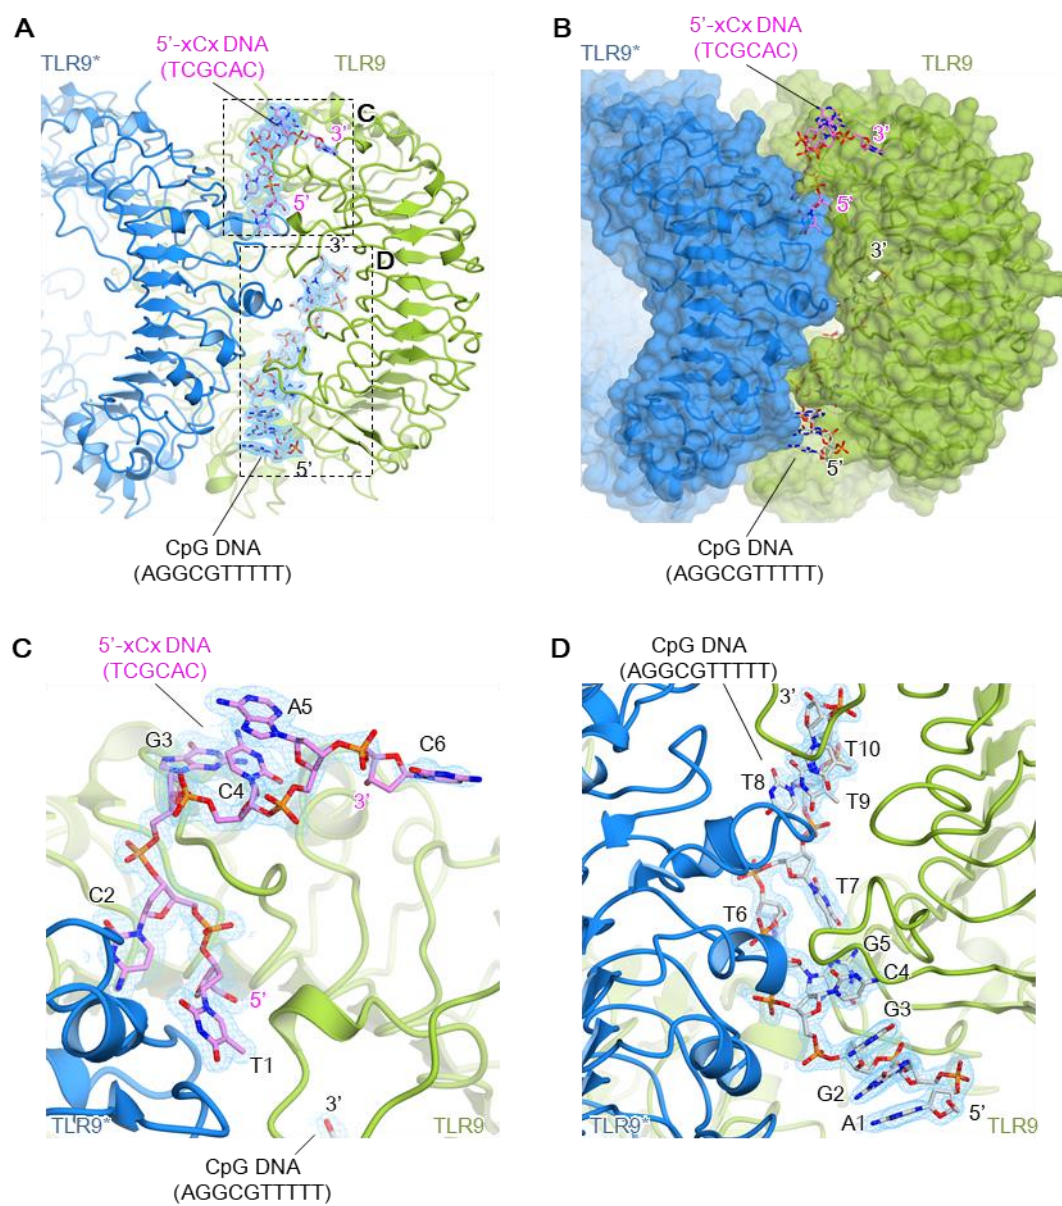 A
5'-xCx DNA
(TCGCAC)
TLR9*
TLR9
C
3'
5'
3'
D
5'
CpG DNA
(AGGCGTTTTT)
B
5'-xCx DNA
(TCGCAC)
TLR9*
TLR9
3'
5'
3'
5'
CpG DNA
(AGGCGTTTTT)
C
5'-xCx DNA
(TCGCAC)
A5
G3
C6
C4
3'
C2
5'
T1
3'
TLR9*
TLR9
CpG DNA
(AGGCGTTTTT)
D
CpG DNA
(AGGCGTTTTT)
3'
T10
T8
T9
T7
T6
G5
C4
G3
G2
A1
5'
TLR9*
TLR9